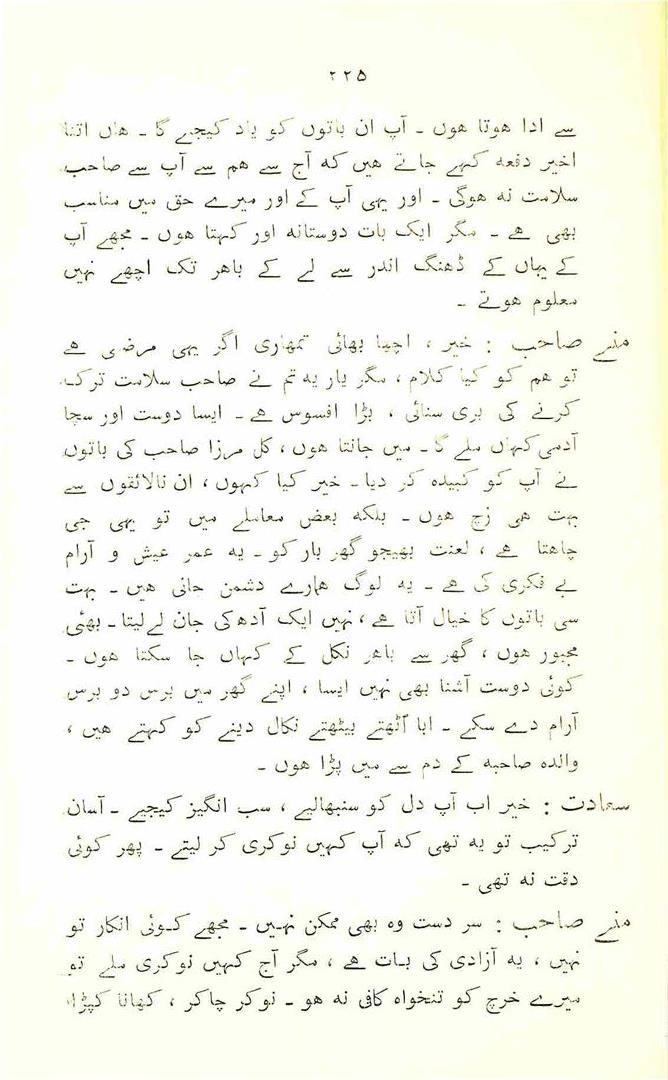 ۲۲۵
سے ادا ہوتا ہوں ۔ آپ ان باتوں کو یاد کیجے گا ۔ ہاں اتنا
اخیر دفعہ کہے جاتے ہیں کہ آج سے ہم سے آپ سے صاحب
سلامت نہ ہوگی ۔ اور یہی آپ کے اور میرے حق میں مناسب
بھی ہے ۔ مگر ایک بات دوستانہ اور کہتا ہوں ۔ مجھے آپ
کے یہاں کے ڈھنگ اندر سے لے کے باہر تک اچھے نہیں
معلوم ہوتے ۔
منے صاحب : خیر ، اچھا بھائی تمھاری اگر یہی مرضی ہے
تو ہم کو کیا کلام ، مگر یار یہ تم نے صاحب سلامت ترک
کرنے کی بری سنائی ، بڑا افسوس ہے ۔ ایسا دوست اور سچا
آدمی کہاں ملے گا ۔ میں جانتا ہوں ، کل مرزا صاحب کی باتوں
نے آپ کو کبیدہ کر دیا ۔ خیر کیا کہوں ، ان نالائقوں سے
بہت ہی زچ ہوں ۔ بلکہ بعض معاملے میں تو یہی جی
چاہتا ہے ، لعنت بھیجو گھر بار کو ۔ یہ عمر عیش و آرام
بے فکری کی ہے ۔ یہ لوگ ہمارے دشمن جانی ہیں ۔ بہت
سی باتوں کا خیال آتا ہے ، نہیں ایک آدھ کی جان لے لیتا ۔ بھئی
مجبور ہوں ، گھر سے باہر نکل کے کہاں جا سکتا ہوں ۔
کوئی دوست آشنا بھی نہیں ایسا ، اپنے گھر میں برس دو برس
آرام دے سکے ۔ ابا اُٹھتے بیٹھتے نکال دینے کو کہتے ہیں ،
والدہ صاحبہ کے دم سے میں پڑا ہوں ۔
سعادت : خیر اب آپ دل کو سنبھالیے ، سب انگیز کیجیے ۔ آسان
ترکیب تو یہ تھی کہ آپ کہیں نوکری کر لیتے ۔ پھر کوئی
دقت نہ تھی ۔
منے صاحب : سر دست وہ بھی ممکن نہیں ۔ مجھے کوئی انکار تو
نہیں ، یہ آزادی کی بات ہے ، مگر آج کہیں نوکری ملے تو
میرے خرچ کو تنخواہ کافی نہ ہو ۔ نوکر چاکر ، کھانا کپڑا ،